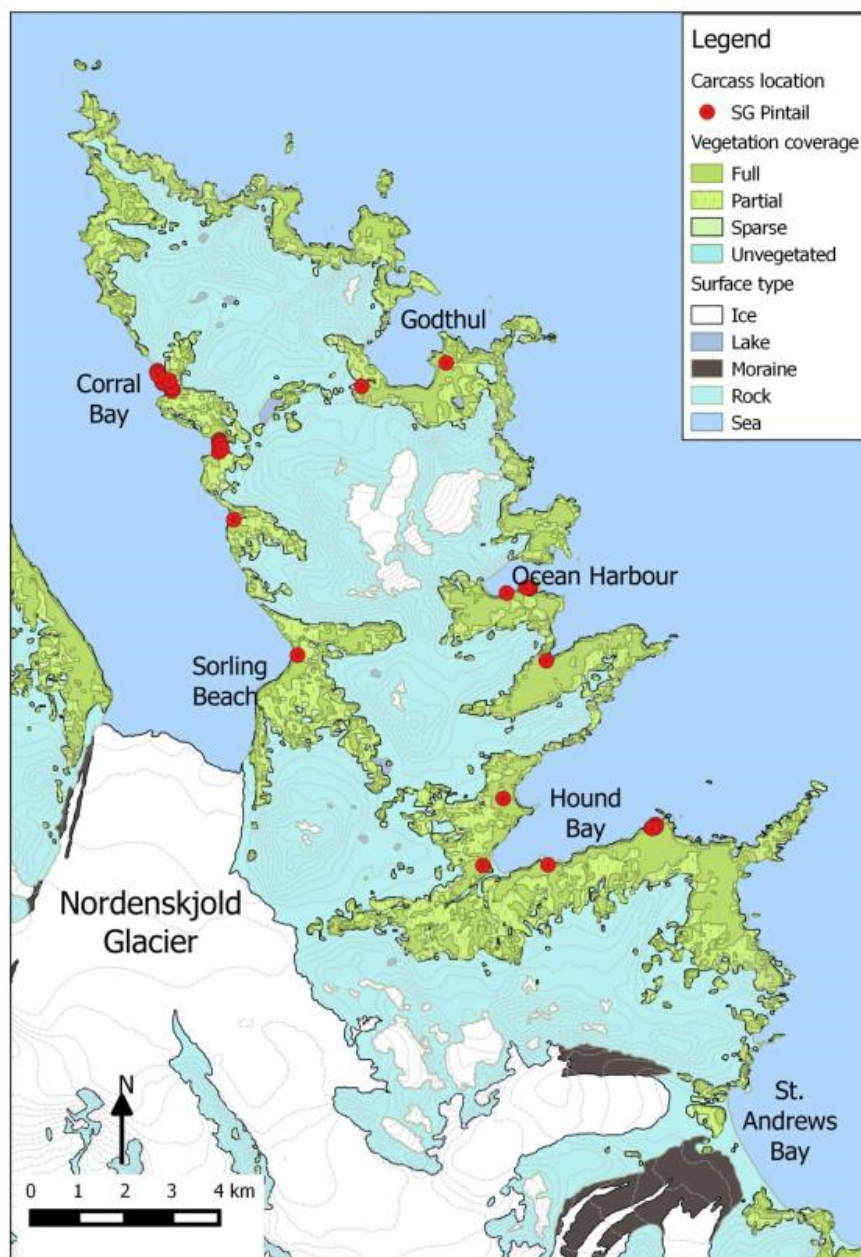 Legend
Carcass location
SG Pintail
Vegetation coverage
Full
Partial
Sparse
Unvegetated
Surface type
Ice
Lake
Moraine
Rock
Sea
Godthul
Corral
Bay
Ocean Harbour
Sorling
Beach
Hound
Bay
Nordenskjold
Glacier
St.
Andrews
Bay
N
0 1 2 3 4 km